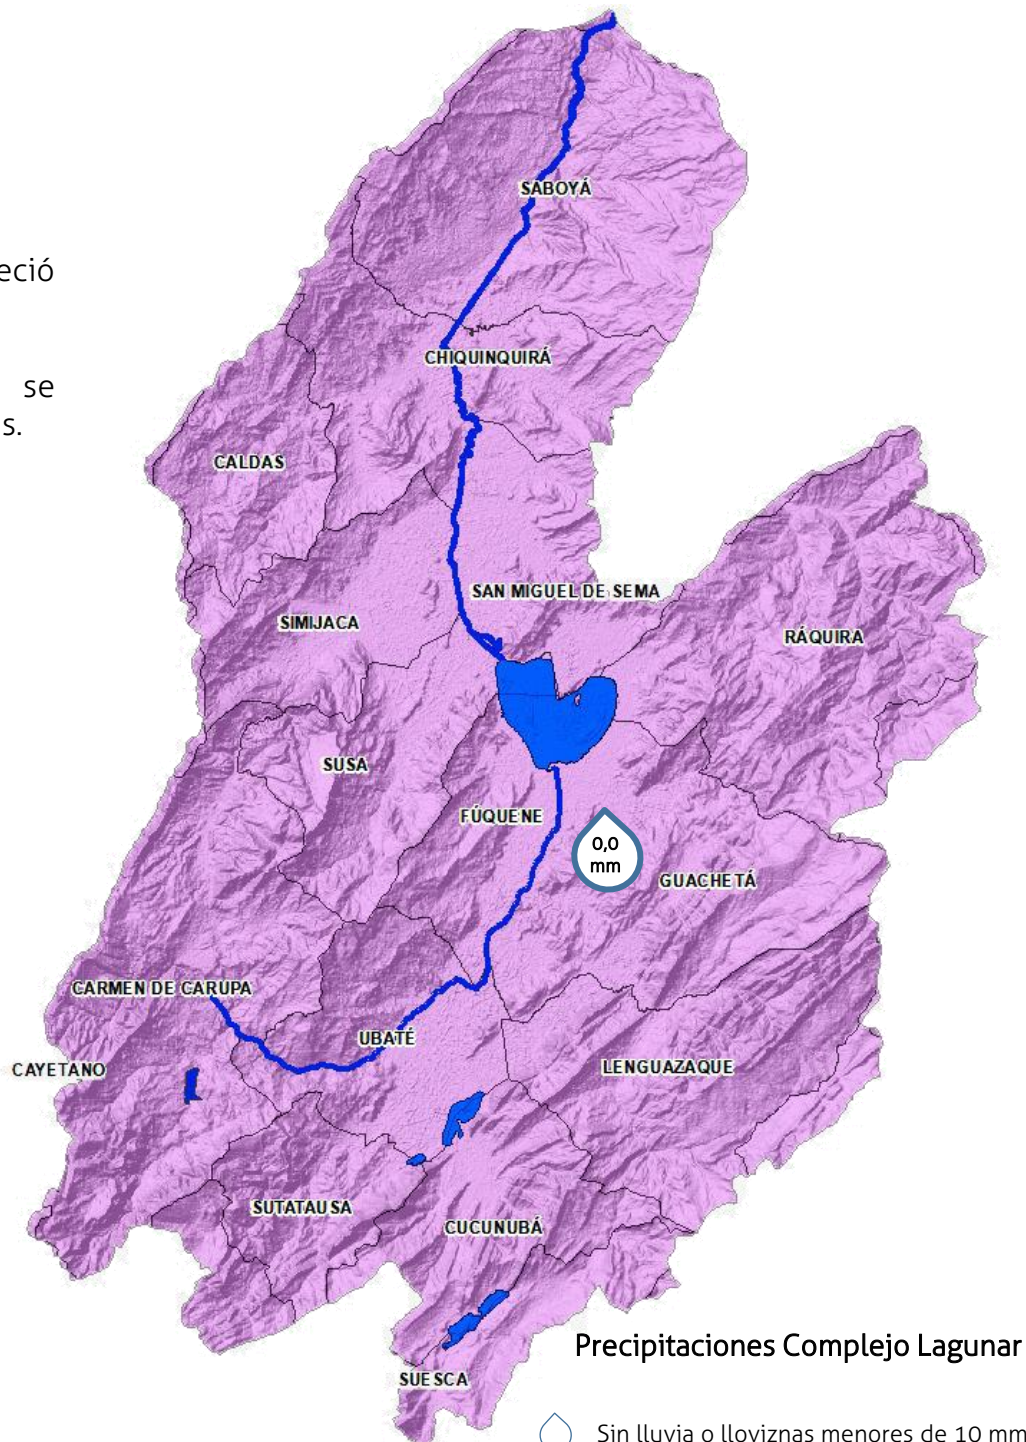 SABOYÁ
eció
CHIQUINQUIRÁ
se
s.
CALDAS
SAN MIGUEL DE SEMA
SIMIJACA
RÁQUIRA
SUSA
FÚQUENE
0,0
mm
GUACHETÁ
CARMEN DE CARUPA
UBATÉ
CAYETANO
LENGUAZAQUE
SUTATAUSA
CUCUNUBÁ
Precipitaciones Complejo Lagunar
SUESCA
Sin lluvia o lloviznas menores de 10 mm